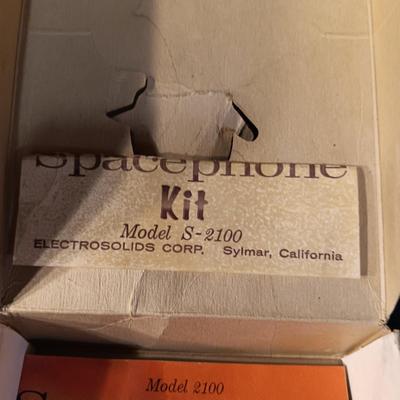 Spacephone
Kit
Model S-2100
ELECTROSOLIDS CORP. Sylmar, California
Model 2100